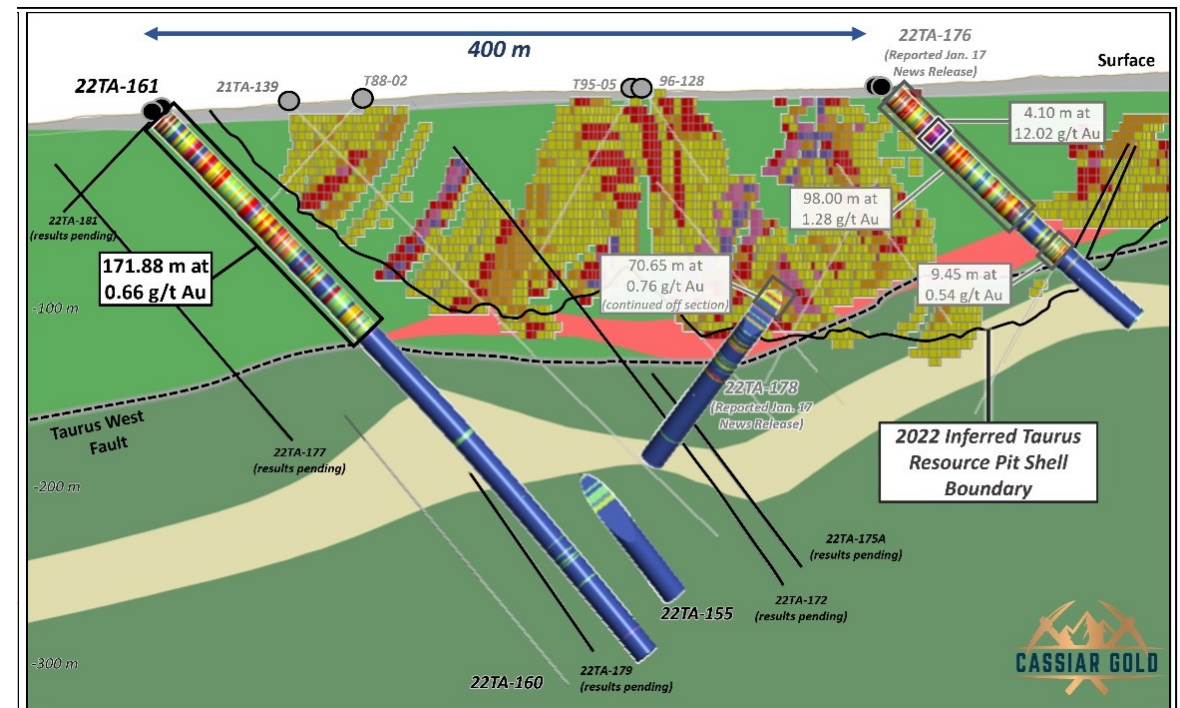 400 m
22TA-176
(Reported Jan. 17
News Release)
Surface
22TA-161
21TA-139
T88-02
T95-05
96-128
4.10 m at
12.02 g/t Au
98.00 m at
1.28 g/t Au
22TA-181
(results pending)
171.88 m at
0.66 g/t Au
70.65 m at
0.76 g/t Au
(continued off section)
9.45 m at
0.54 g/t Au
-100 m
22TA-178
(Reported Jan. 17
News Release)
Taurus West
Fault
22TA-177
(results pending)
2022 Inferred Taurus
Resource Pit Shell
Boundary
-200 m
22TA-175A
(results pending)
22TA-172
(results pending)
22TA-155
-300 m
22TA-179
(results pending)
22TA-160
CASSIAR GOLD